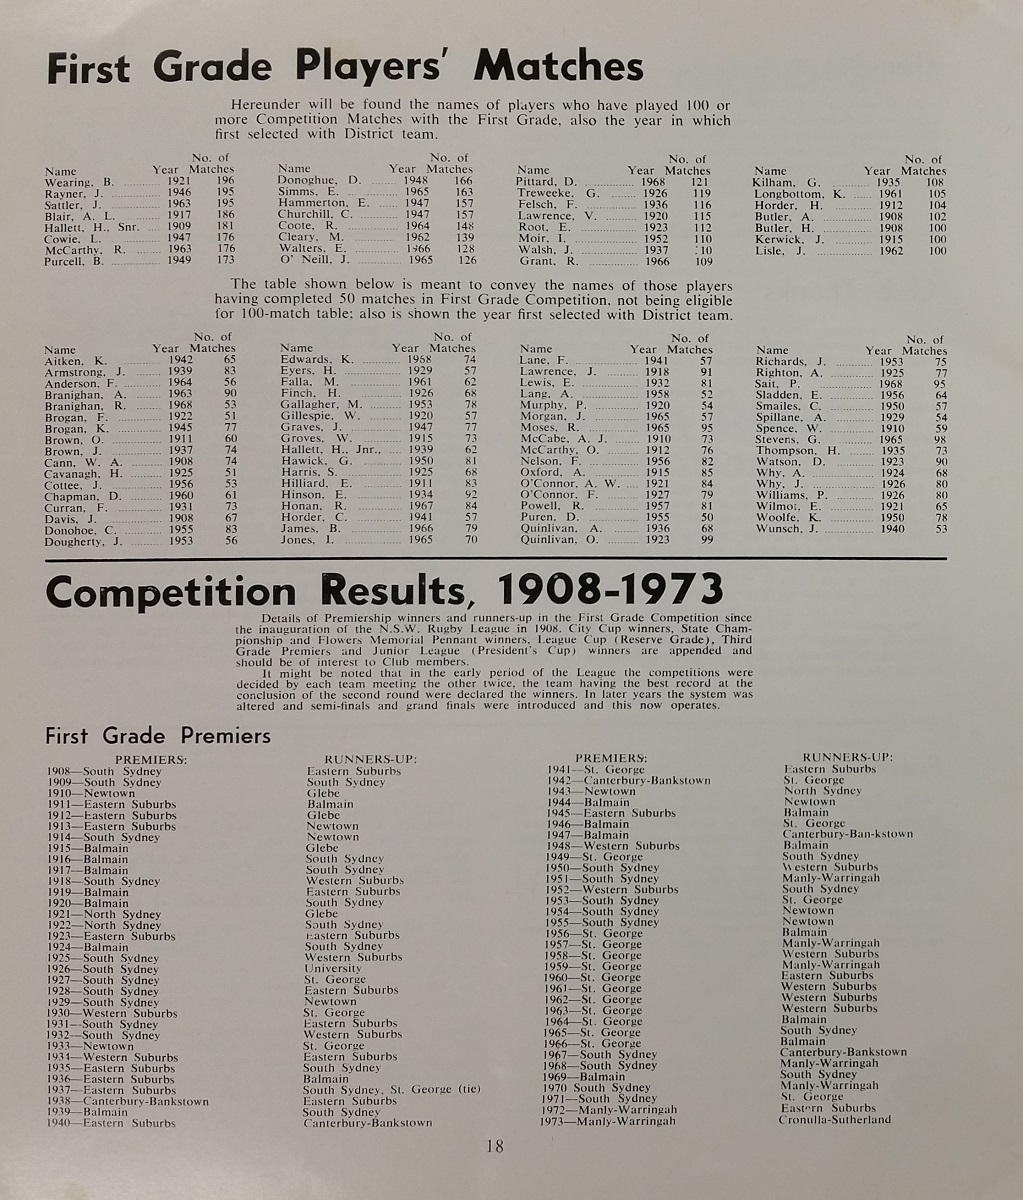 First Grade Players' Matches
Hereunder will be found the names of players who have played 100 or
more Competition Matches with the First Grade, also the year in which
first selected with District team.
Name Year No. of Matches
Wearing, B. 1921 196
Rayner, J. 1946 195
Sattler, J. 1963 195
Blair, A. L. 1917 186
Hallett, H., Snr. 1909 181
Cowie, L. 1947 176
McCarthy, R. 1963 176
Purcell, B. 1949 173
Name Year No. of Matches
Donoghue, D. 1948 166
Simms, E. 1965 163
Hammerton, E. 1947 157
Churchill, C. 1947 157
Coote, R. 1964 148
Cleary, M. 1962 139
Walters, E. 1966 128
O' Neill, J. 1965 126
Name Year No. of Matches
Pittard, D. 1968 121
Treweeke, G. 1926 119
Felsch, F. 1936 116
Lawrence, V. 1920 115
Root, E. 1923 112
Moir, I. 1952 110
Walsh, J. 1937 110
Grant, R. 1966 109
Name Year No. of Matches
Kilham, G. 1935 108
Longbottom, K. 1961 105
Horder, H. 1912 104
Butler, A. 1908 102
Butler, H. 1908 100
Kerwick, J. 1915 100
Lisle, J. 1962 100
The table shown below is meant to convey the names of those players
having completed 50 matches in First Grade Competition, not being eligible
for 100-match table; also is shown the year first selected with District team.
Name Year No. of Matches
Aitken, K. 1942 65
Armstrong, J. 1939 83
Anderson, F. 1964 56
Branighan, A. 1963 90
Branighan, R. 1968 53
Brogan, F. 1922 51
Brogan, K. 1945 77
Brown, O. 1911 60
Brown, J. 1937 74
Cann, W. A. 1908 74
Cavanagh, H. 1925 51
Cottee, J. 1956 53
Chapman, D. 1960 61
Curran, F. 1931 73
Davis, J. 1908 67
Donohoe, C. 1955 83
Dougherty, J. 1953 56
Name Year No. of Matches
Edwards, K. 1958 74
Eyers, H. 1929 57
Falla, M. 1961 62
Finch, H. 1926 68
Gallagher, M. 1953 78
Gillespie, W. 1920 57
Graves, J. 1947 77
Groves, W. 1915 73
Hallett, H., Jnr., 1939 62
Hawick, G. 1950 81
Harris, S. 1925 68
Hilliard, E. 1911 83
Hinson, E. 1934 92
Honan, R. 1967 84
Horder, C. 1941 57
James, B. 1966 79
Jones, I. 1965 70
Name Year No. of Matches
Lane, F. 1941 57
Lawrence, J. 1918 91
Lewis, E. 1932 81
Lang, A. 1958 52
Murphy, P. 1920 54
Morgan, J. 1965 57
Moses, R. 1965 95
McCabe, A. J. 1910 73
McCarthy, O. 1912 76
Nelson, F. 1956 82
Oxford, A. 1915 85
O'Connor, A. W. 1921 84
O'Connor, F. 1927 79
Powell, R. 1957 81
Puren, D. 1955 50
Quinlivan, A. 1936 68
Quinlivan, O. 1923 99
Name Year No. of Matches
Richards, J. 1953 75
Righton, A. 1925 77
Sait, P. 1968 95
Sladden, E. 1956 64
Smailes, C. 1950 57
Spillane, A. 1929 54
Spence, W. 1910 59
Stevens, G. 1965 98
Thompson, H. 1935 73
Watson, D. 1923 90
Why, A. 1924 68
Why, J. 1926 80
Williams, P. 1926 80
Wilmot, E. 1921 65
Woolfe, K. 1950 78
Wunsch, J. 1940 53
Competition Results, 1908-1973
Details of Premiership winners and runners-up in the First Grade Competition since
the inauguration of the N.S.W. Rugby League in 1908. City Cup winners, State Cham-
pionship and Flowers Memorial Pennant winners, League Cup (Reserve Grade), Third
Grade Premiers and Junior League (President's Cup) winners are appended and
should be of interest to Club members.
It might be noted that in the early period of the League the competitions were
decided by each team meeting the other twice, the team having the best record at the
conclusion of the second round were declared the winners. In later years the system was
altered and semi-finals and grand finals were introduced and this now operates.
First Grade Premiers
PREMIERS: RUNNERS-UP:
1908—South Sydney Eastern Suburbs
1909—South Sydney South Sydney
1910—Newtown Glebe
1911—Eastern Suburbs Balmain
1912—Eastern Suburbs Glebe
1913—Eastern Suburbs Newtown
1914—South Sydney Newtown
1915—Balmain Glebe
1916—Balmain South Sydney
1917—Balmain South Sydney
1918—South Sydney Western Suburbs
1919—Balmain Eastern Suburbs
1920—Balmain South Sydney
1921—North Sydney Glebe
1922—North Sydney South Sydney
1923—Eastern Suburbs Eastern Suburbs
1924—Balmain South Sydney
1925—South Sydney Western Suburbs
1926—South Sydney University
1927—South Sydney St. George
1928—South Sydney Eastern Suburbs
1929—South Sydney Newtown
1930—Western Suburbs St. George
1931—South Sydney Eastern Suburbs
1932—South Sydney Western Suburbs
1933—Newtown St. George
1934—Western Suburbs Eastern Suburbs
1935—Eastern Suburbs South Sydney
1936—Eastern Suburbs Balmain
1937—Eastern Suburbs South Sydney, St. George (tie)
1938—Canterbury-Bankstown Eastern Suburbs
1939—Balmain South Sydney
1940—Eastern Suburbs Canterbury-Bankstown
PREMIERS: RUNNERS-UP:
1941—St. George Eastern Suburbs
1942—Canterbury-Bankstown St. George
1943—Newtown North Sydney
1944—Balmain Newtown
1945—Eastern Suburbs Balmain
1946—Balmain St. George
1947—Balmain Canterbury-Ban-kstown
1948—Western Suburbs Balmain
1949—St. George South Sydney
1950—South Sydney Western Suburbs
1951—South Sydney Manly-Warringah
1952—Western Suburbs South Sydney
1953—South Sydney St. George
1954—South Sydney Newtown
1955—South Sydney Newtown
1956—St. George Balmain
1957—St. George Manly-Warringah
1958—St. George Western Suburbs
1959—St. George Manly-Warringah
1960—St. George Eastern Suburbs
1961—St. George Western Suburbs
1962—St. George Western Suburbs
1963—St. George Western Suburbs
1964—St. George Balmain
1965—St. George South Sydney
1966—St. George Balmain
1967—South Sydney Canterbury-Bankstown
1968—South Sydney Manly-Warringah
1969—Balmain South Sydney
1970 South Sydney Manly-Warringah
1971—South Sydney St. George
1972—Manly-Warringah Eastern Suburbs
1973—Manly-Warringah Cronulla-Sutherland
18